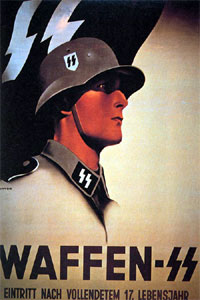 WAFFEN-ᛋᛋ
EINTRITT NACH VOLLENDETEM 17. LEBENSJAHR